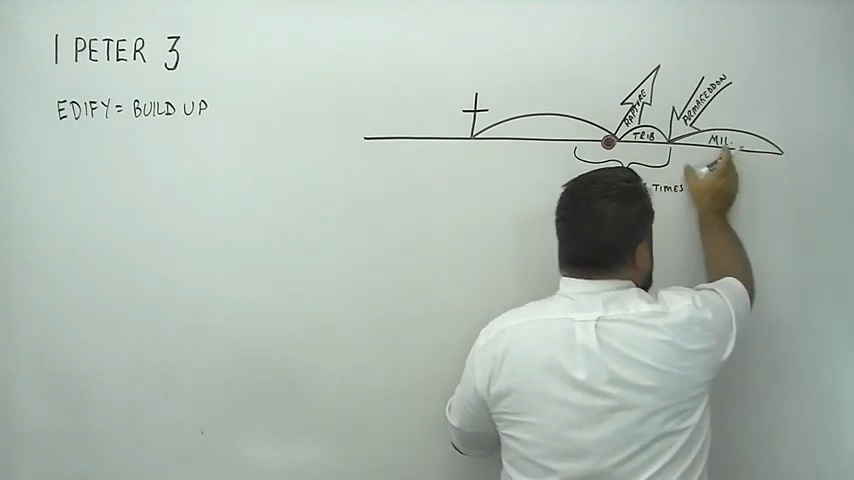 1 PETER 3
EDIFY = BUILD UP
RAPTURE
ARMAGEDDON
TRIB
MIL.
TIMES